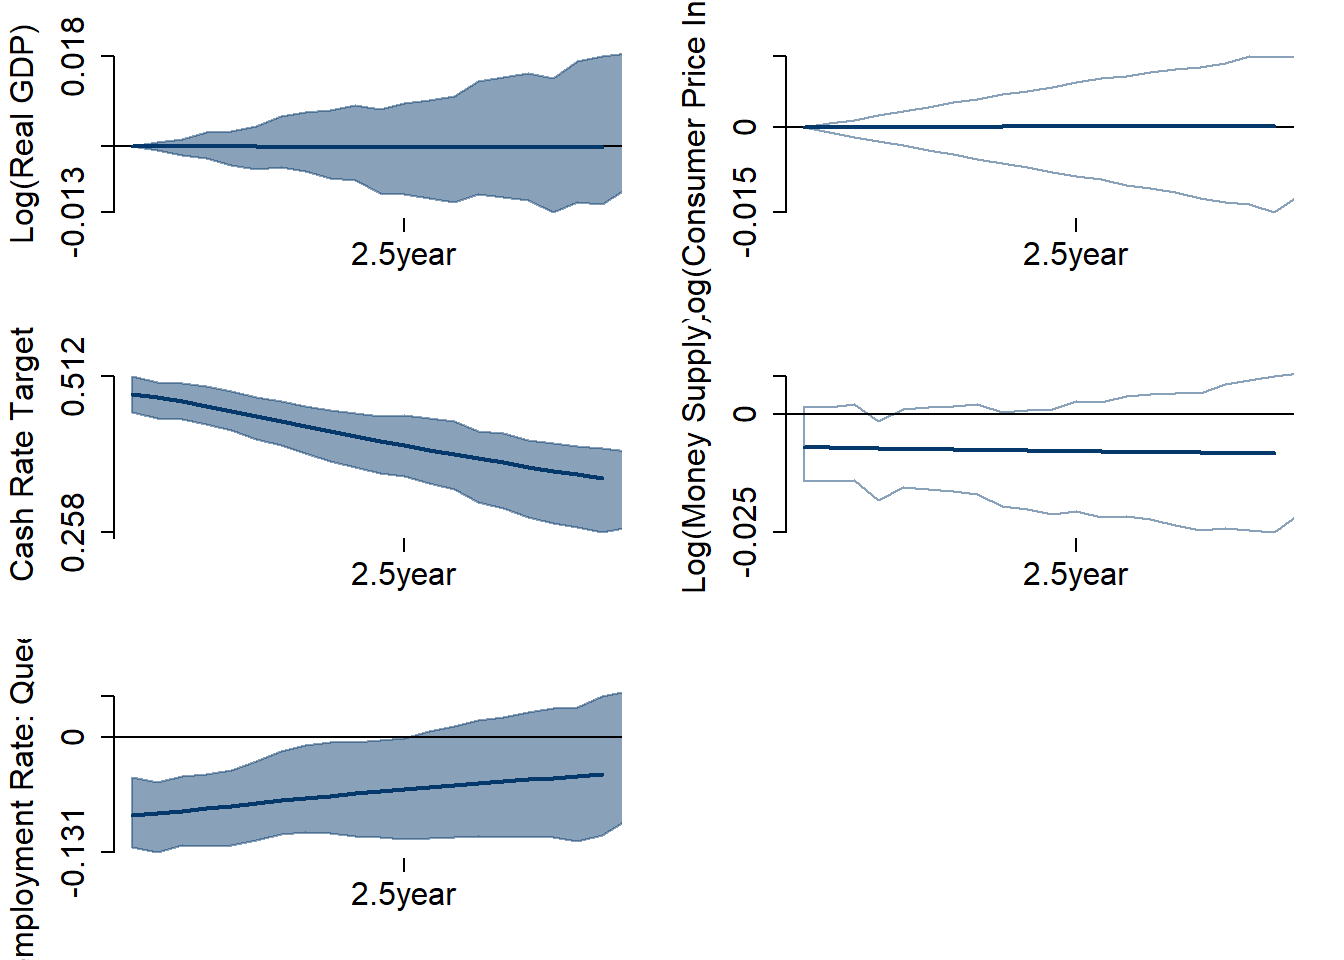 Log(Real GDP)
0.018
-0.013
2.5year
Log(Consumer Price In
0
-0.015
2.5year
Cash Rate Target
0.512
0.258
2.5year
Log(Money Supply)
0
-0.025
2.5year
mployment Rate: Quee
0
-0.131
2.5year